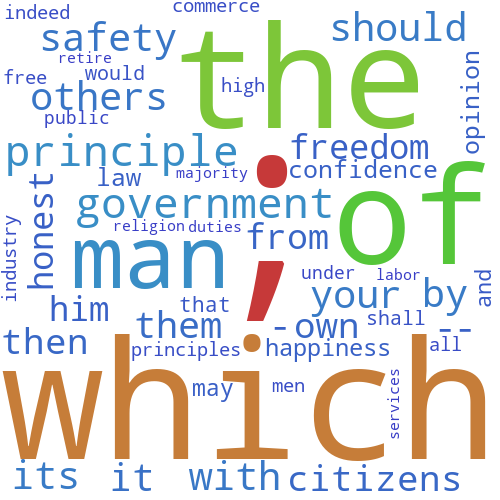 indeed
commerce
safety
the
should
retire
free
would
high
others
public
opinion
principle
freedom
;
confidence
law
majority
of
honest
government
religion
duties
from
industry
man
under
labor
and
him
that
your
by
them
-
own
shall
--
then
principles
happiness
all
which
may
men
services
its
it
with
citizens